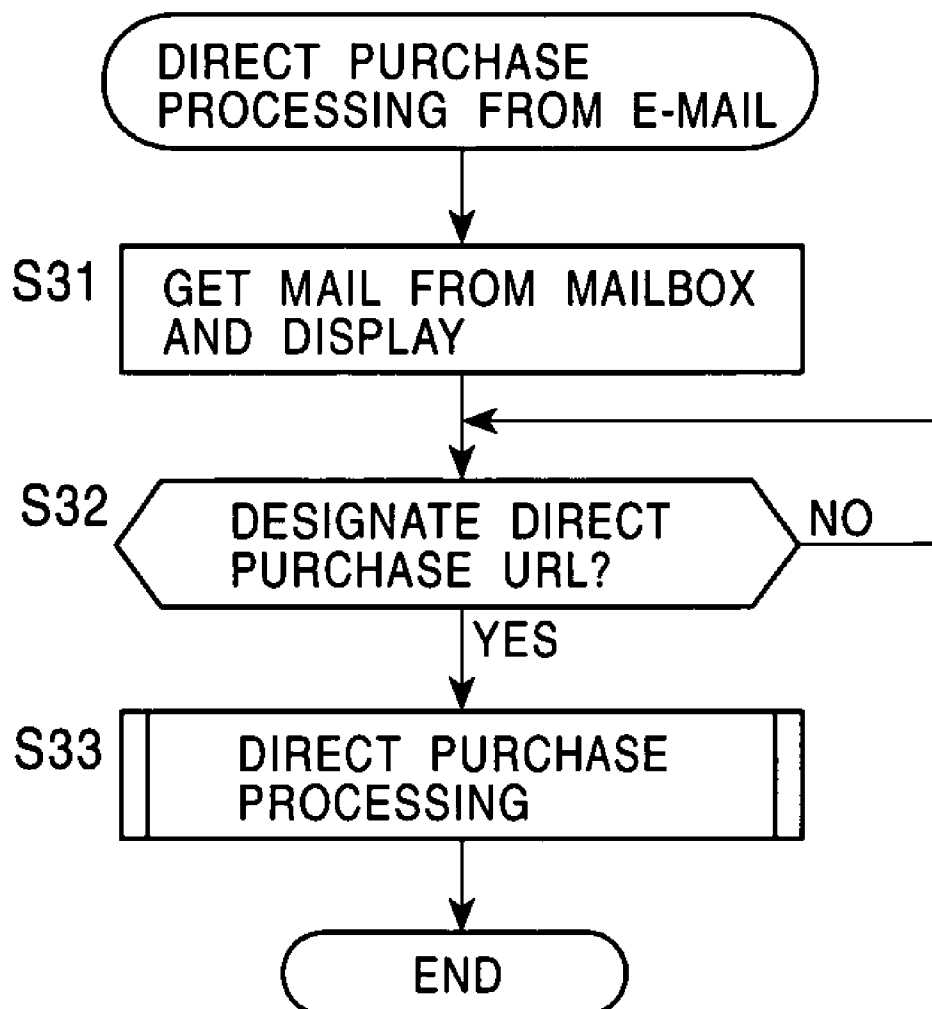 DIRECT PURCHASE
PROCESSING FROM E-MAIL
S31
GET MAIL FROM MAILBOX
AND DISPLAY
S32
DESIGNATE DIRECT
PURCHASE URL?
NO
YES
S33
DIRECT PURCHASE
PROCESSING
END